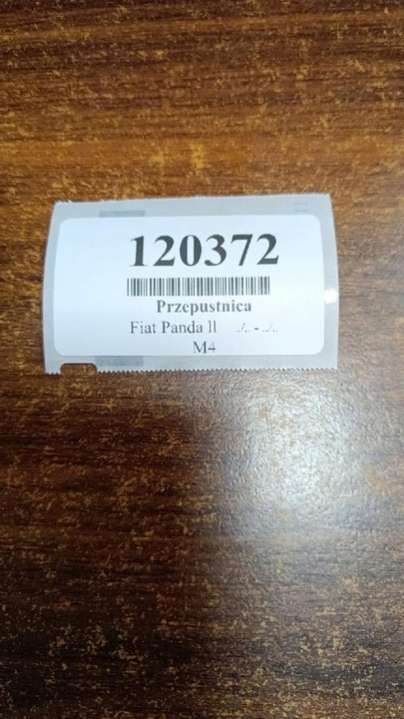 120372
Przepustnica
Fiat Panda II ./. - ./.
M4